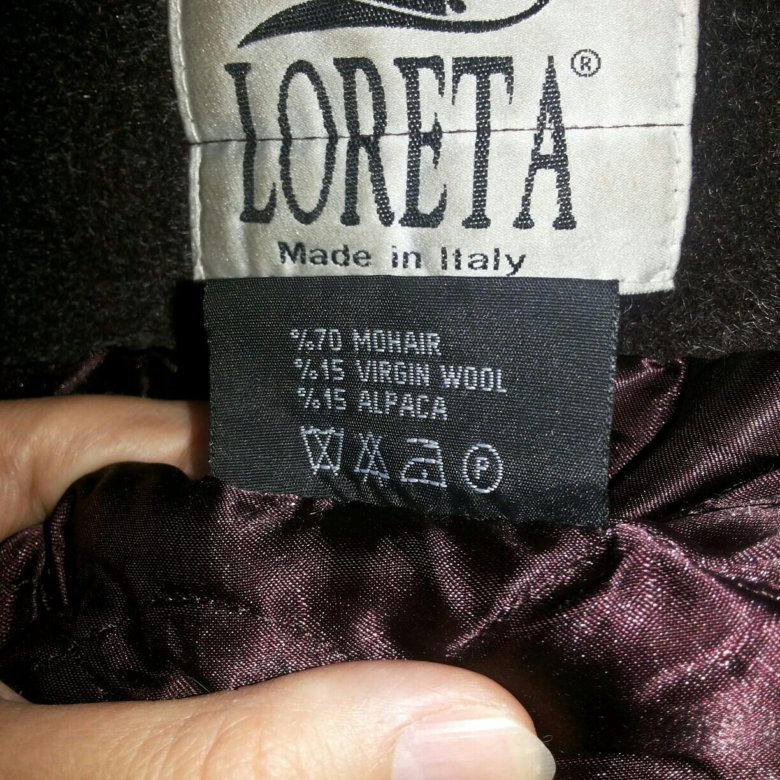 LORETA®
Made in Italy
%70 MOHAIR
%15 VIRGIN WOOL
%15 ALPACA
P